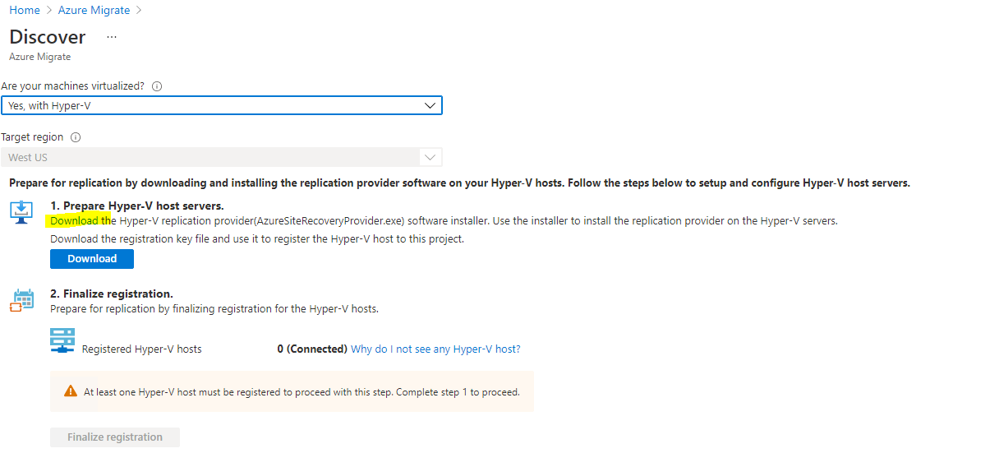 Home > Azure Migrate >
Discover ...
Azure Migrate
Are your machines virtualized?
Yes, with Hyper-V
Target region
West US
Prepare for replication by downloading and installing the replication provider software on your Hyper-V hosts. Follow the steps below to setup and configure Hyper-V host servers.
1. Prepare Hyper-V host servers.
Download the Hyper-V replication provider(AzureSiteRecoveryProvider.exe) software installer. Use the installer to install the replication provider on the Hyper-V servers.
Download the registration key file and use it to register the Hyper-V host to this project.
Download
2. Finalize registration.
Prepare for replication by finalizing registration for the Hyper-V hosts.
Registered Hyper-V hosts 0 (Connected) Why do I not see any Hyper-V host?
At least one Hyper-V host must be registered to proceed with this step. Complete step 1 to proceed.
Finalize registration